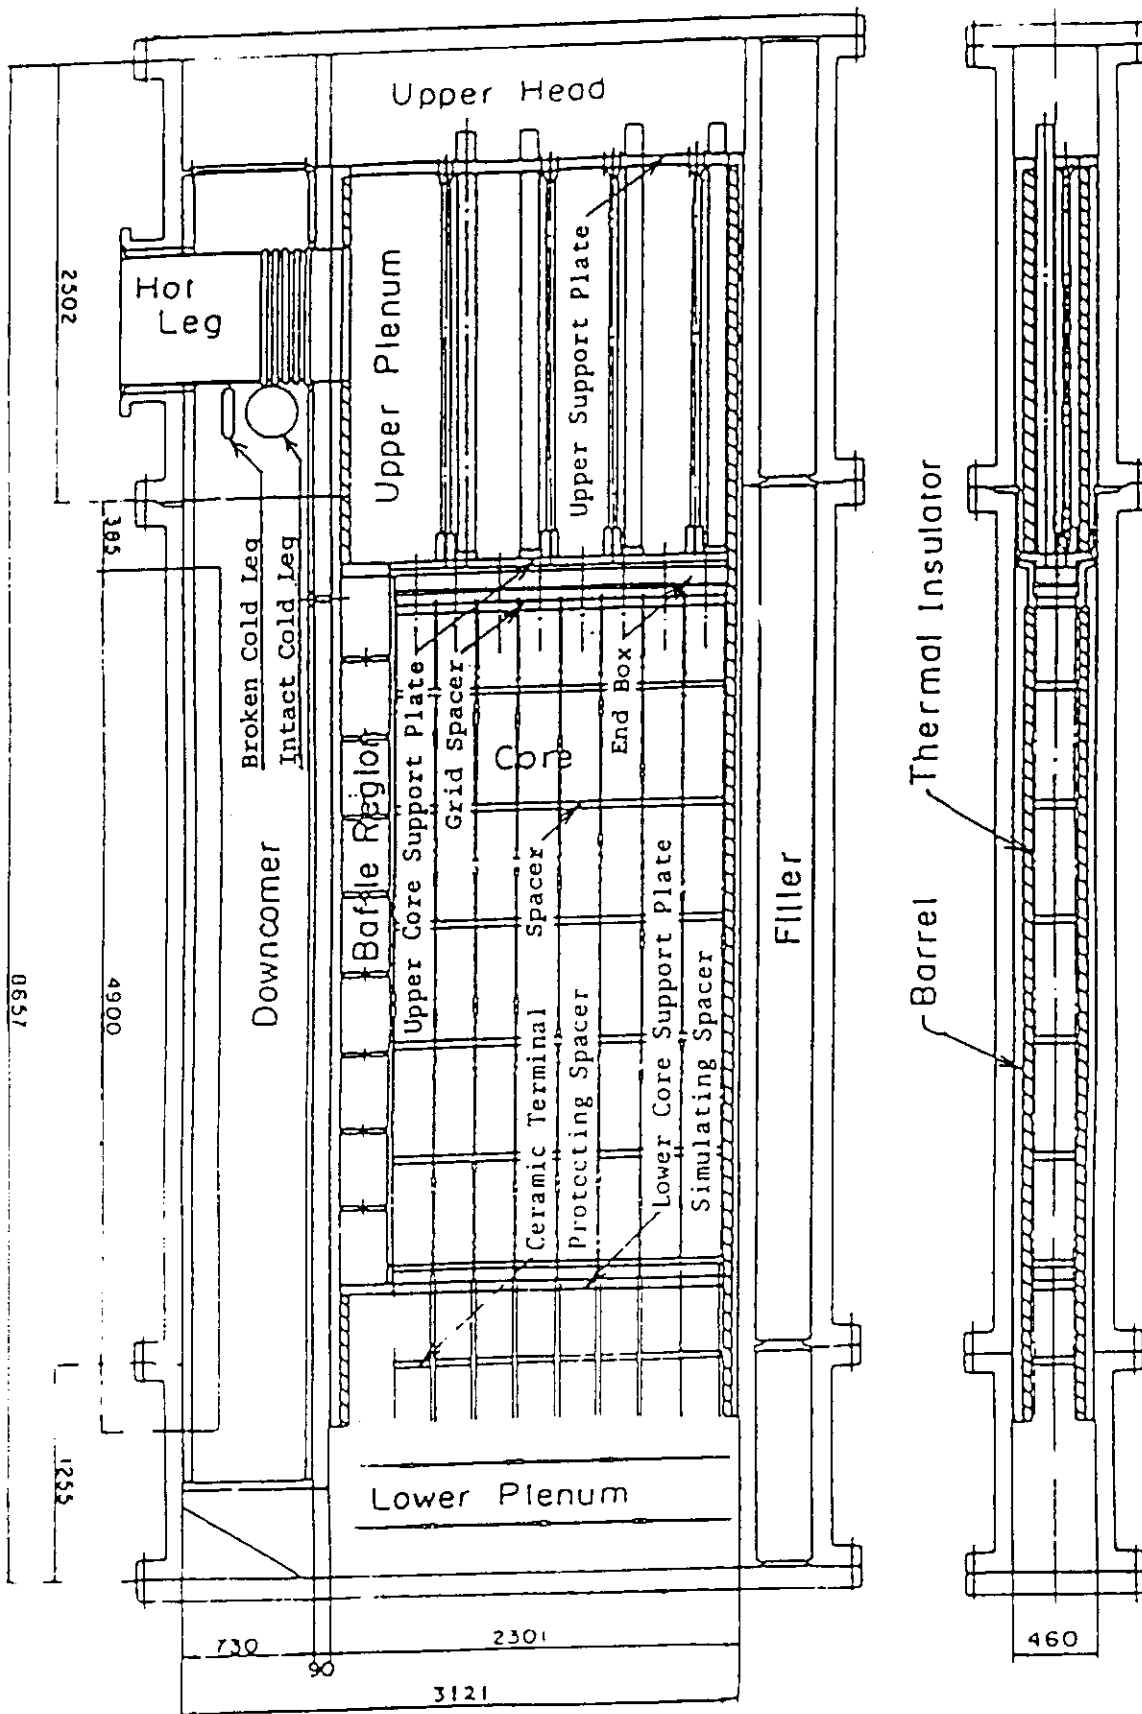 Upper Head
Hot
Leg
Upper Plenum
Upper Support Plate
2502
385
Broken Cold Leg
Intact Cold Leg
Baffle Region
Upper Core Support Plate
Grid Spacer
Core
End Box
Spacer
Downcomer
Ceramic Terminal
Protecting Spacer
Lower Core Support Plate
Simulating Spacer
Filler
Thermal Insulator
Barrel
8657
4900
1255
Lower Plenum
730
90
2301
3121
460